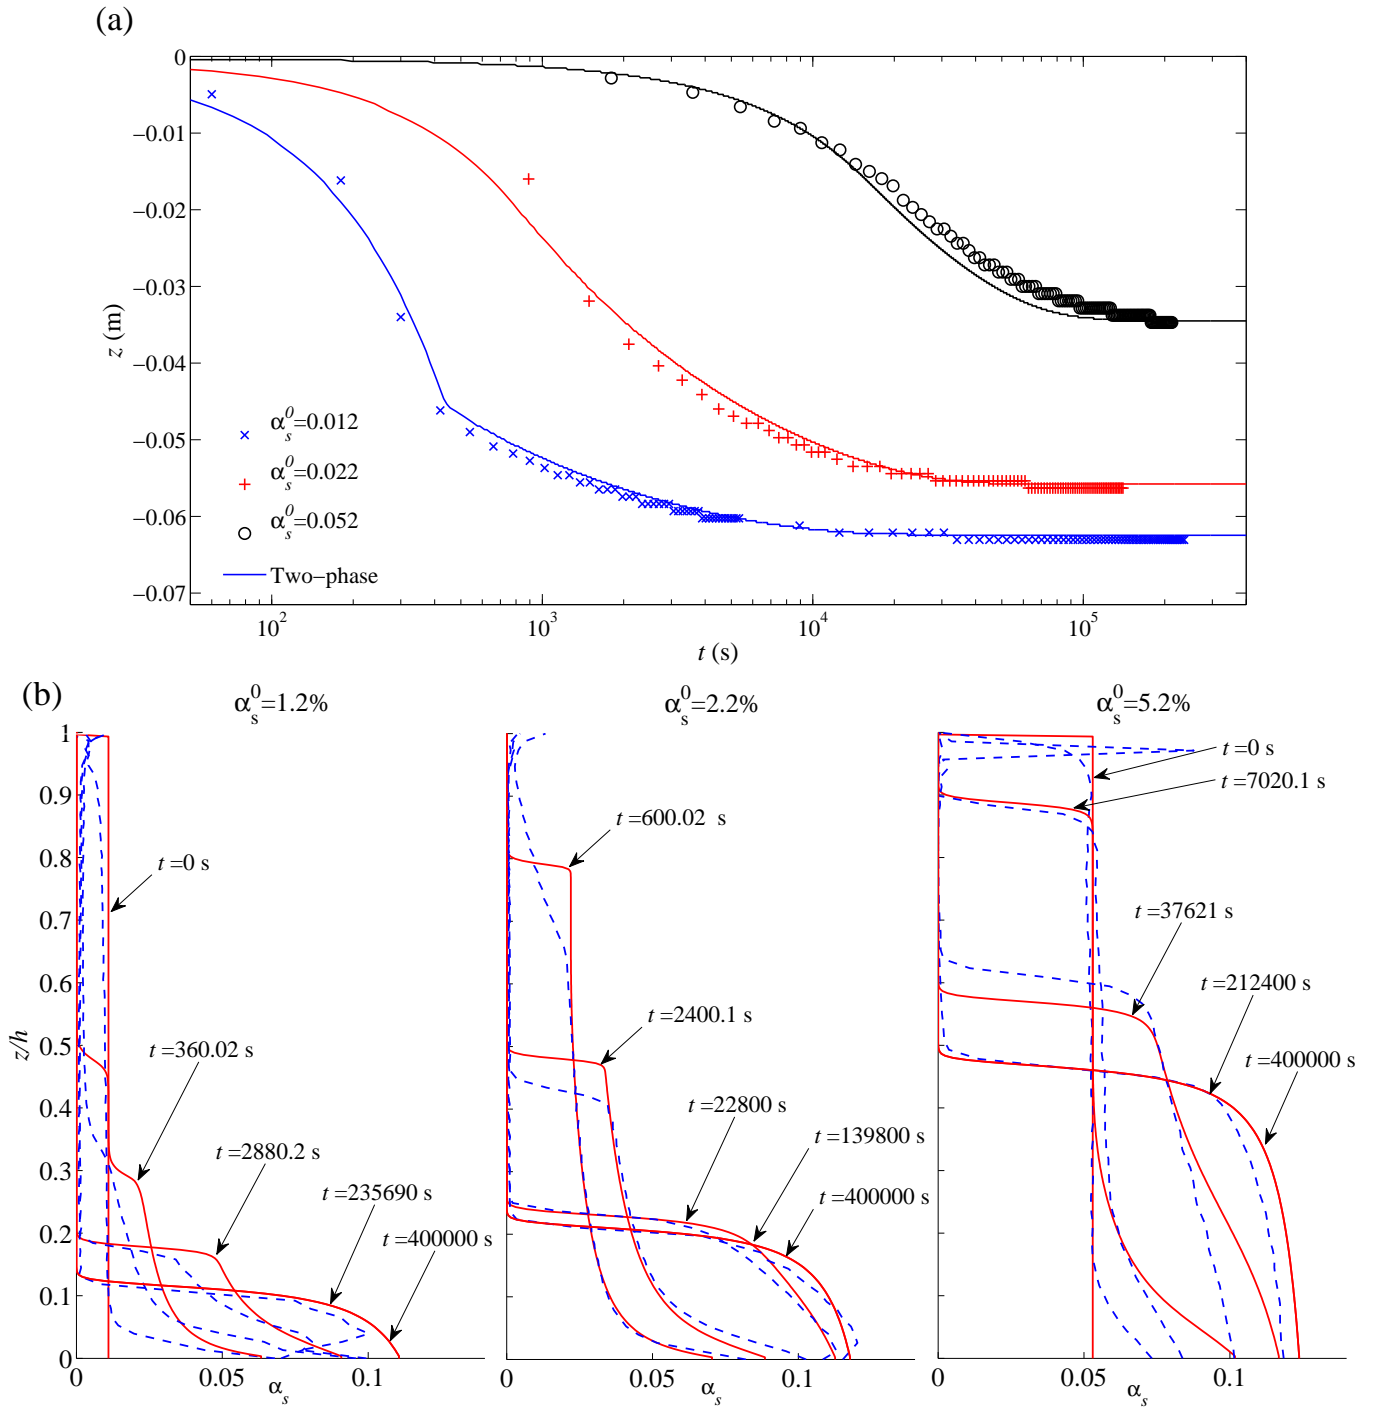 (a)
0
−0.01
−0.02
−0.03
−0.04
−0.05
−0.06
−0.07
z (m)
α_s^0=0.012
α_s^0=0.022
α_s^0=0.052
Two−phase
10^2
10^3
10^4
10^5
t (s)
(b)
α_s^0=1.2%
α_s^0=2.2%
α_s^0=5.2%
1
0.9
0.8
0.7
0.6
0.5
0.4
0.3
0.2
0.1
0
z/h
t =0 s
t =360.02 s
t =2880.2 s
t =235690 s
t =400000 s
0
0.05
0.1
α_s
t =600.02 s
t =2400.1 s
t =22800 s
t =139800 s
t =400000 s
0
0.05
0.1
α_s
t =0 s
t =7020.1 s
t =37621 s
t =212400 s
t =400000 s
0
0.05
0.1
α_s